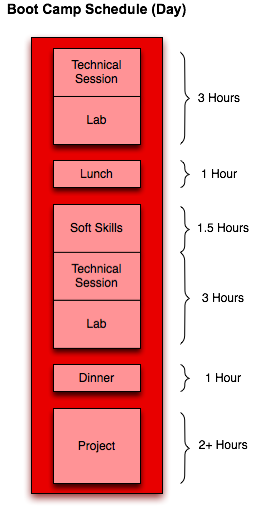 Boot Camp Schedule (Day)
Technical
Session
Lab
3 Hours
Lunch
1 Hour
Soft Skills
1.5 Hours
Technical
Session
Lab
3 Hours
Dinner
1 Hour
Project
2+ Hours